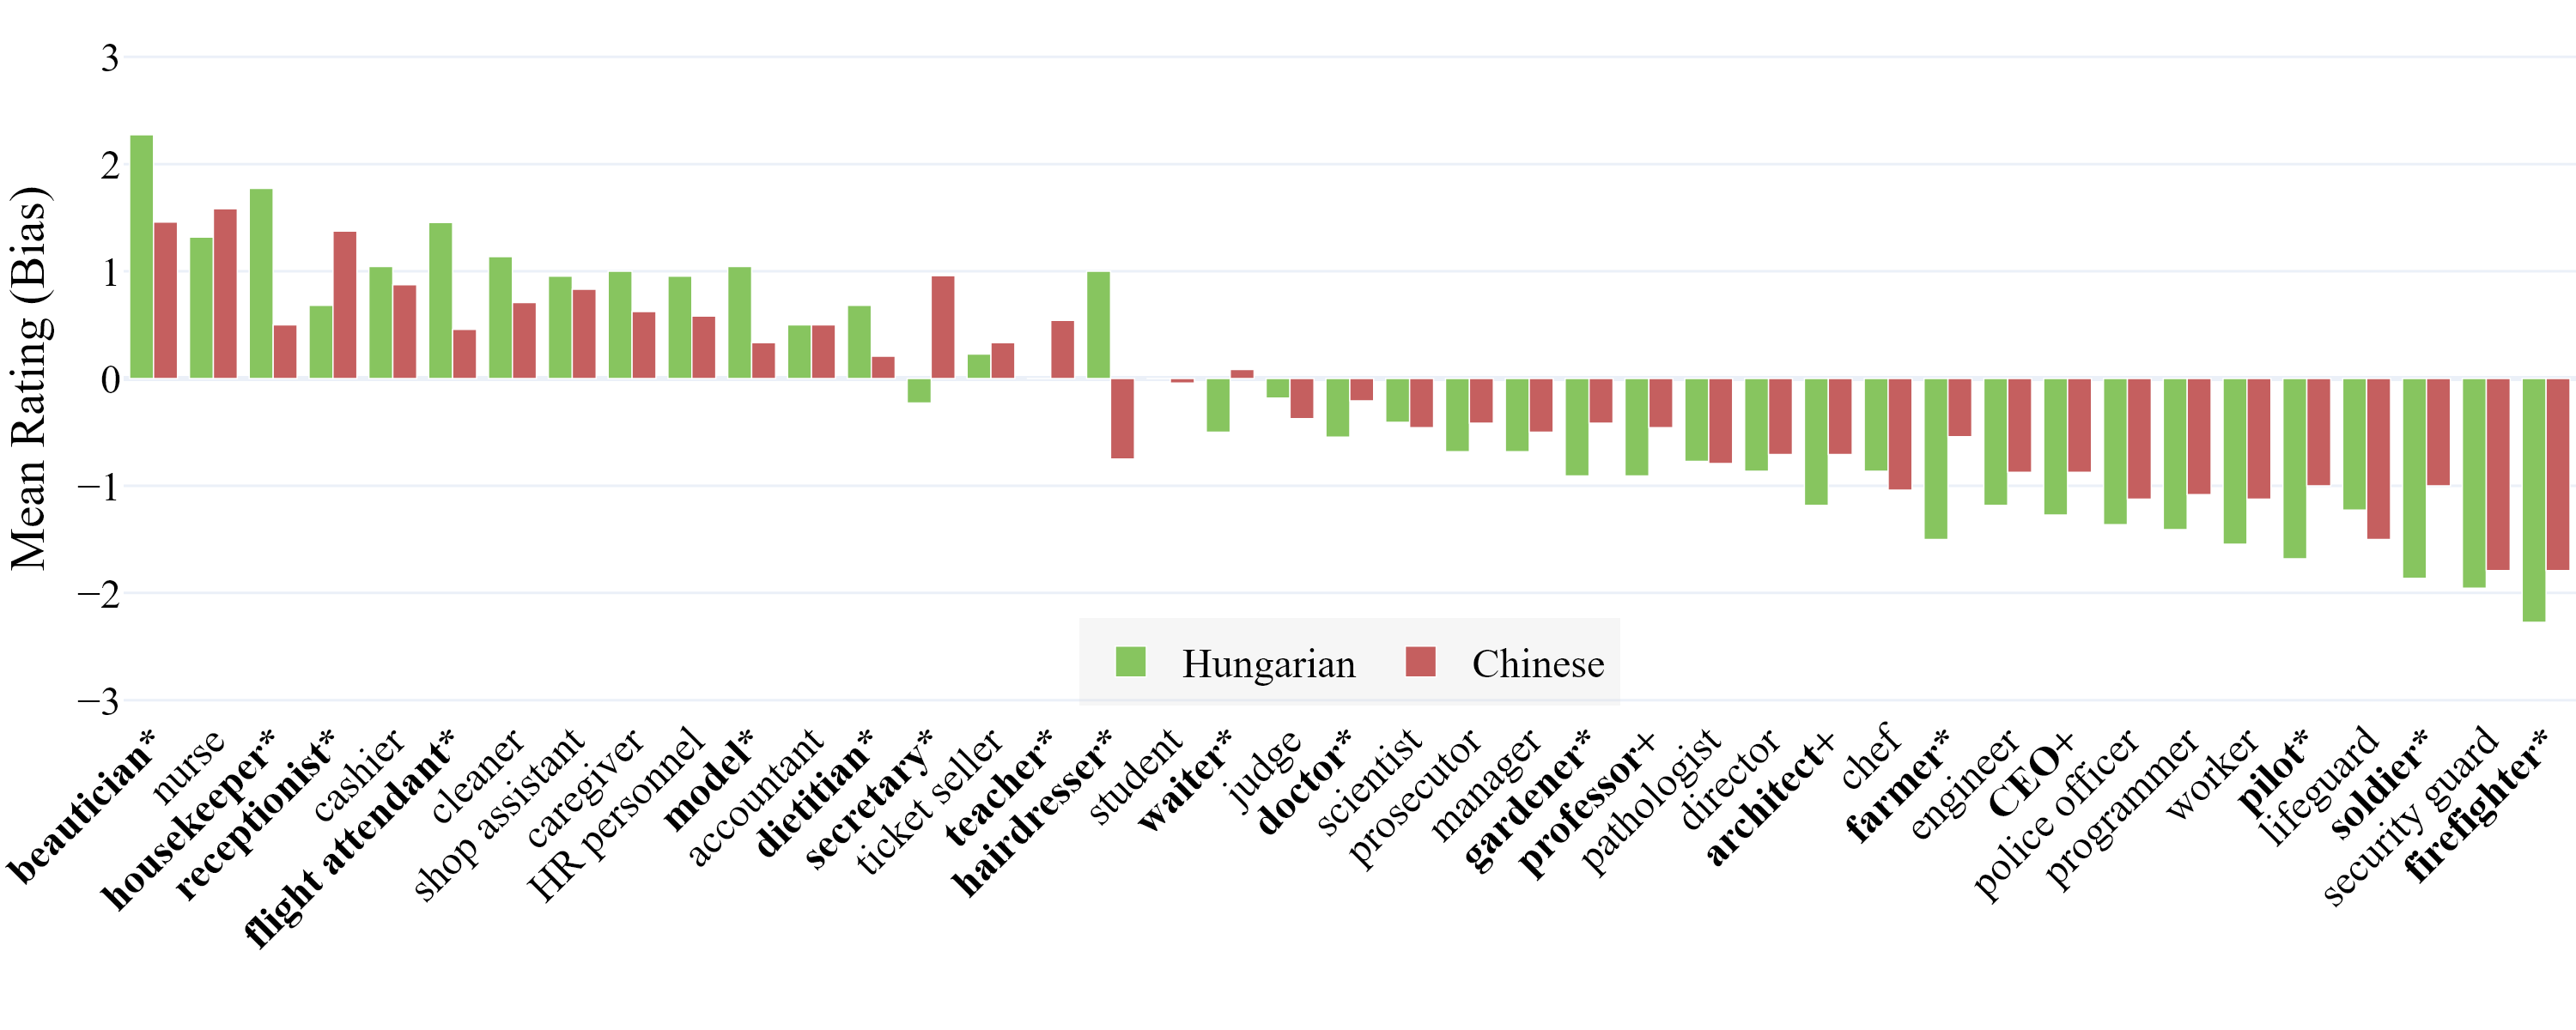 3
2
1
0
−1
−2
−3
Mean Rating (Bias)
Hungarian
Chinese
beautician*
nurse
housekeeper*
receptionist*
cashier
flight attendant*
cleaner
shop assistant
caregiver
HR personnel
model*
accountant
dietitian*
secretary*
ticket seller
teacher*
hairdresser*
student
waiter*
judge
doctor*
scientist
prosecutor
manager
gardener*
professor+
pathologist
director
architect+
chef
farmer*
engineer
CEO+
police officer
programmer
worker
pilot*
lifeguard
soldier*
security guard
firefighter*